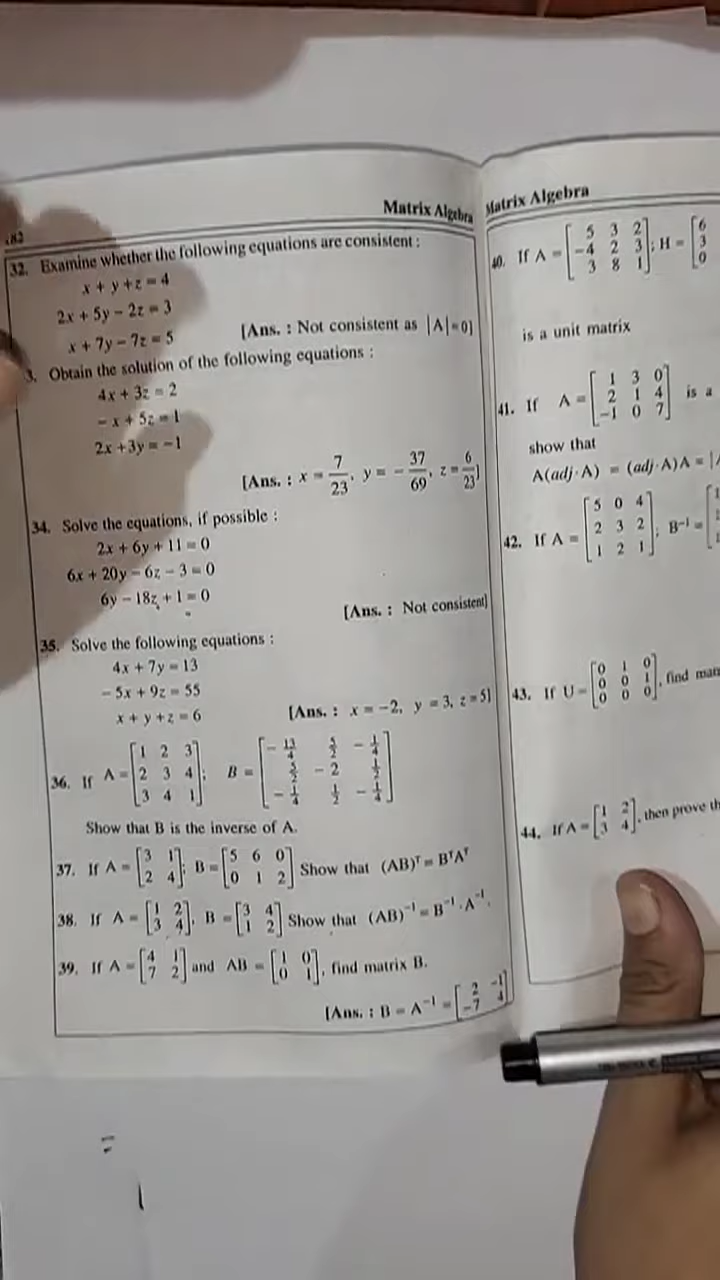 182
Matrix Algebra
32. Examine whether the following equations are consistent :
x + y + z = 4
2x + 5y − 2z = 3
x + 7y − 7z = 5
[Ans. : Not consistent as |A| = 0]
3. Obtain the solution of the following equations :
4x + 3z = 2
− x + 5z = 1
2x + 3y = −1
[Ans. : x = 7/23, y = − 37/69, z = 6/23]
34. Solve the equations, if possible :
2x + 6y + 11 = 0
6x + 20y − 6z − 3 = 0
6y − 18z + 1 = 0
[Ans. : Not consistent]
35. Solve the following equations :
4x + 7y = 13
− 5x + 9z = 55
x + y + z = 6
[Ans. : x = −2, y = 3, z = 5]
36. If A = [1 2 3; 2 3 4; 3 4 1]; B = [− 13/4 5/2 − 1/4; 5/2 − 2 1/2; − 1/4 1/2 − 1/4]
Show that B is the inverse of A.
37. If A = [3 1; 2 4]; B = [5 6 0; 0 1 2] Show that (AB)ᵀ = BᵀAᵀ
38. If A = [1 2; 3 4], B = [3 4; 1 2] Show that (AB)⁻¹ = B⁻¹ · A⁻¹.
39. If A = [4 1; 7 2] and AB = [1 0; 0 1], find matrix B.
[Ans. : B = A⁻¹ = [2 −1; −7 4]
Matrix Algebra
40. If A = [5 3 2; −4 2 3; 3 8 1]; H = [6 3 0
is a unit matrix
41. If A = [1 3 0; 2 1 4; −1 0 7] is a
show that
A(adj · A) = (adj · A)A = |
42. If A = [5 0 4; 2 3 2; 1 2 1]; B⁻¹ = [1
43. If U = [0 1 0; 0 0 1; 0 0 0], find
44. If A = [1 2; 3 4], then prove